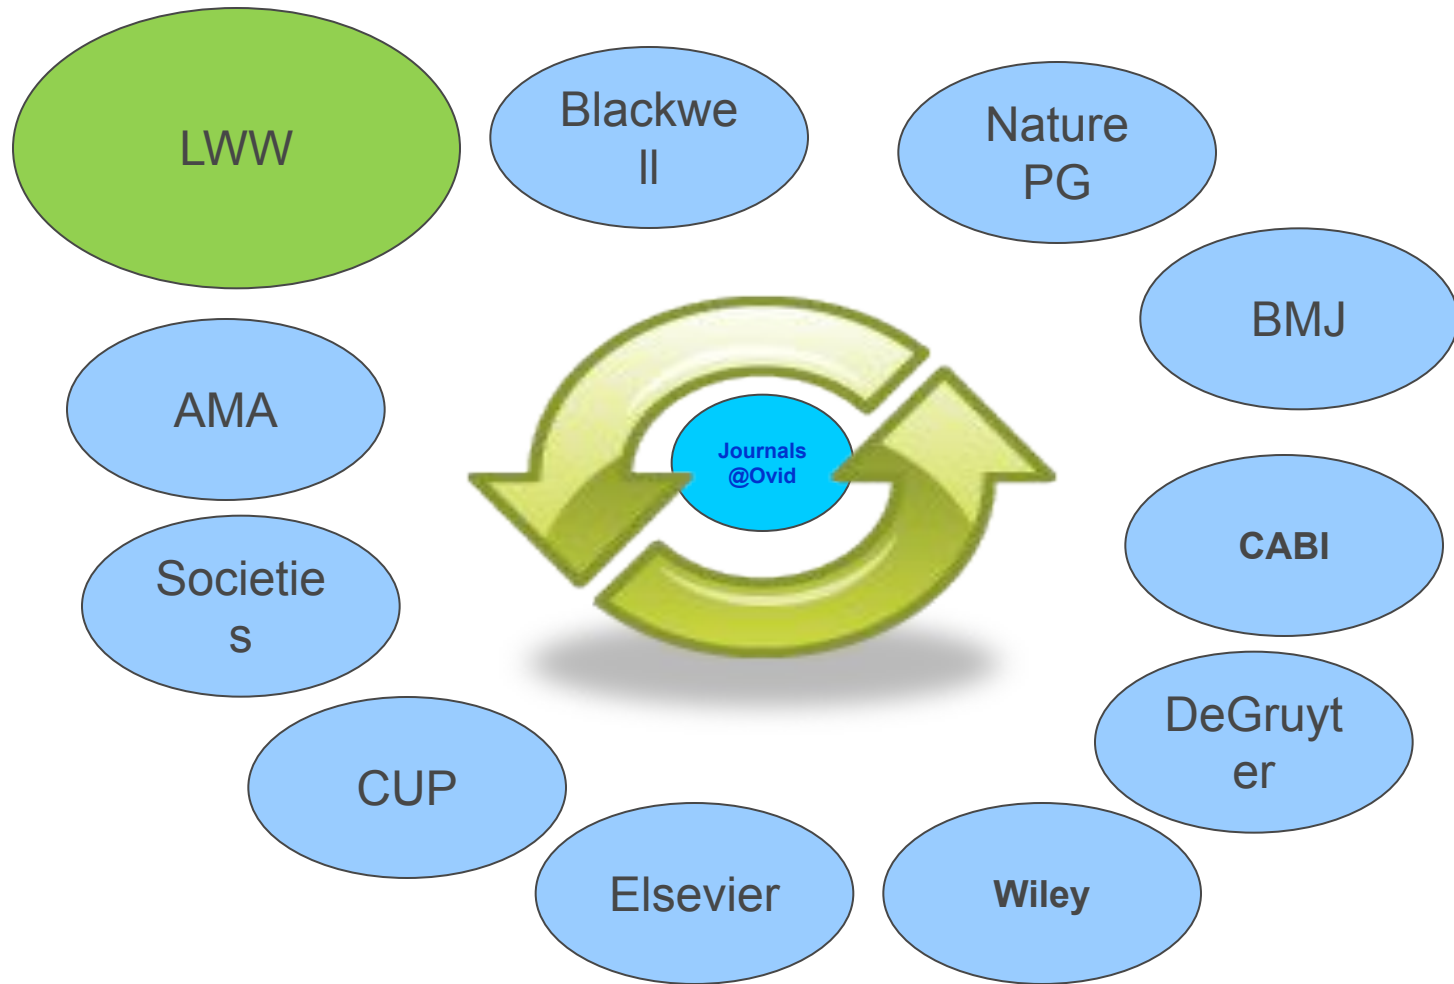 LWW
Blackwe
ll
Nature
PG
BMJ
AMA
Journals
@Ovid
CABI
Societie
s
DeGruyt
er
CUP
Elsevier
Wiley